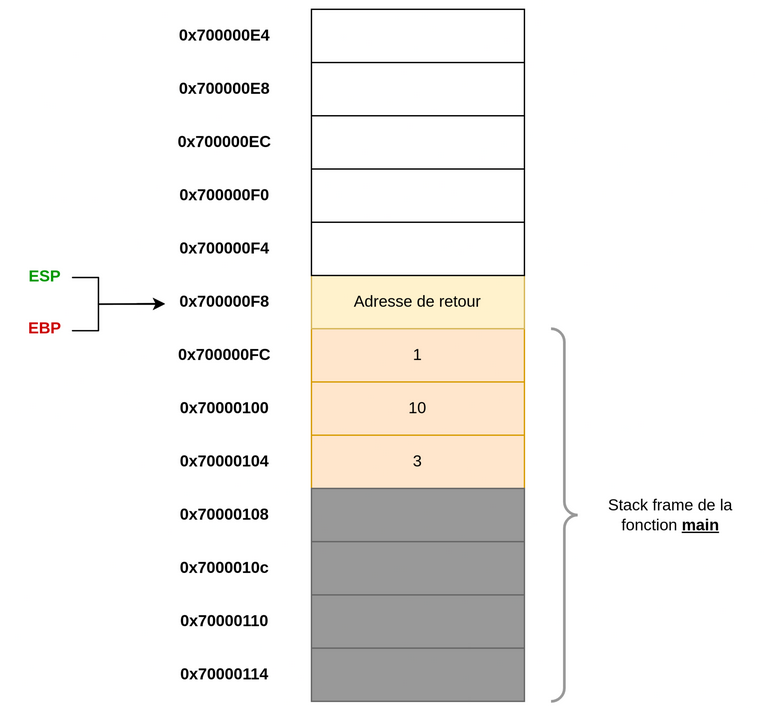 0x700000E4
0x700000E8
0x700000EC
0x700000F0
0x700000F4
ESP
0x700000F8 Adresse de retour
EBP
0x700000FC 1
0x70000100 10
0x70000104 3
0x70000108
Stack frame de la
fonction main
0x7000010c
0x70000110
0x70000114